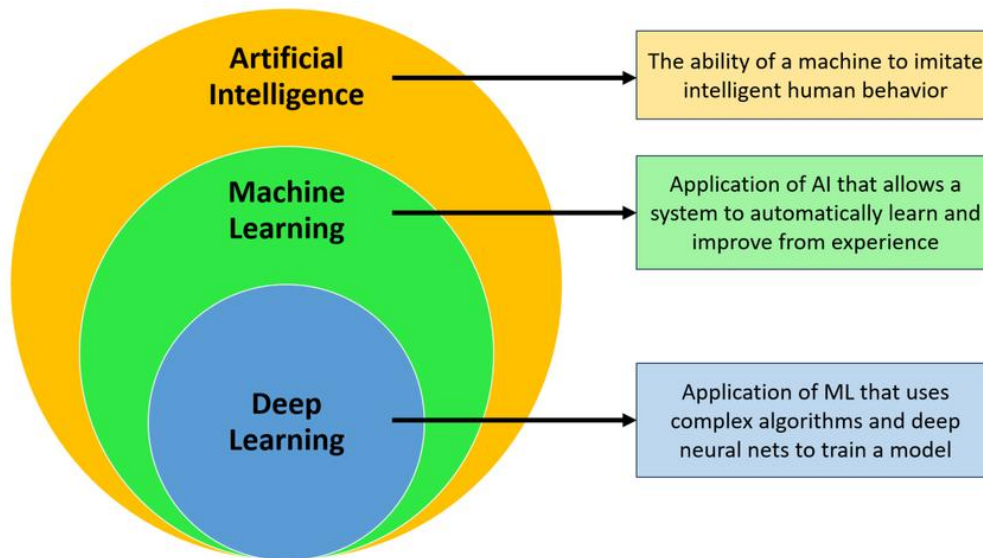 Artificial
Intelligence
The ability of a machine to imitate
intelligent human behavior
Machine
Learning
Application of AI that allows a
system to automatically learn and
improve from experience
Deep
Learning
Application of ML that uses
complex algorithms and deep
neural nets to train a model